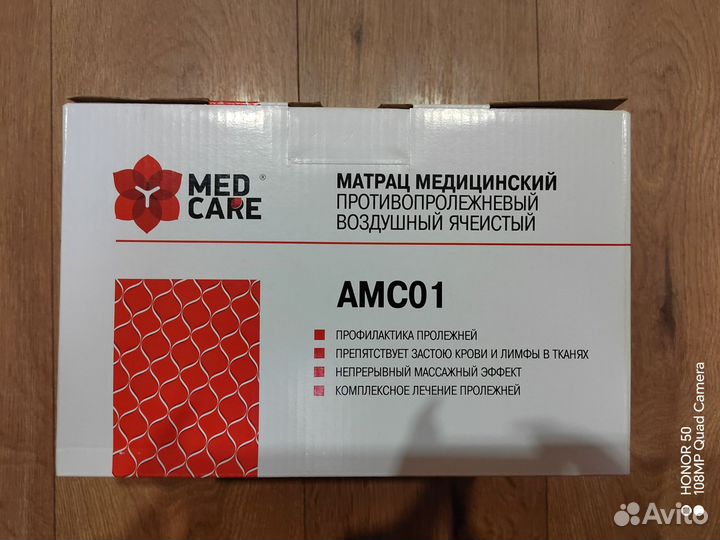 MED ®
CARE
МАТРАЦ МЕДИЦИНСКИЙ
ПРОТИВОПРОЛЕЖНЕВЫЙ
ВОЗДУШНЫЙ ЯЧЕИСТЫЙ
АМС01
ПРОФИЛАКТИКА ПРОЛЕЖНЕЙ
ПРЕПЯТСТВУЕТ ЗАСТОЮ КРОВИ И ЛИМФЫ В ТКАНЯХ
НЕПРЕРЫВНЫЙ МАССАЖНЫЙ ЭФФЕКТ
КОМПЛЕКСНОЕ ЛЕЧЕНИЕ ПРОЛЕЖНЕЙ
HONOR 50
108MP Quad Camera
Avito